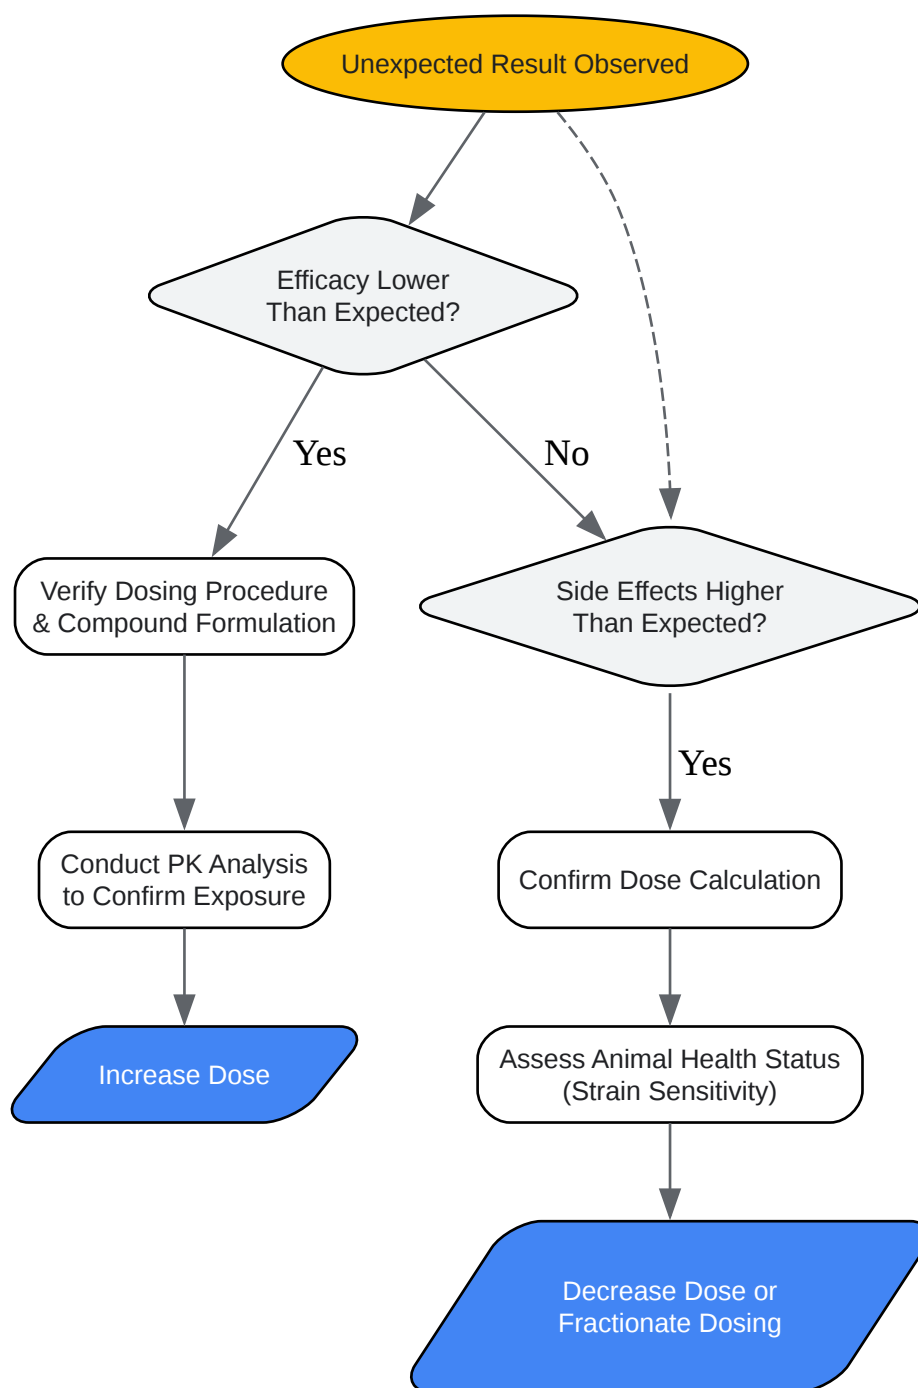 Unexpected Result Observed
Efficacy Lower
Than Expected?
Yes
No
Verify Dosing Procedure
& Compound Formulation
Side Effects Higher
Than Expected?
Yes
Conduct PK Analysis
to Confirm Exposure
Confirm Dose Calculation
Increase Dose
Assess Animal Health Status
(Strain Sensitivity)
Decrease Dose or
Fractionate Dosing